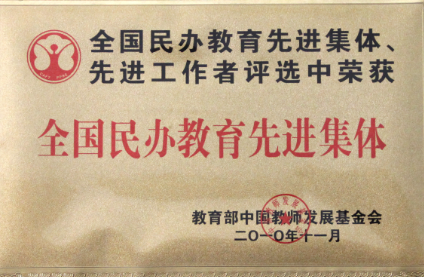 全国民办教育先进集体、
先进工作者评选中荣获
全国民办教育先进集体
教育部中国教师发展基金会
二〇一〇年十一月